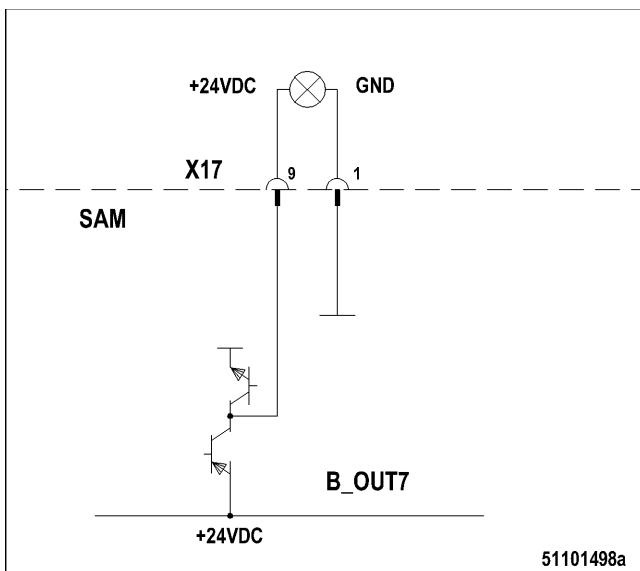 +24VDC GND
X17 9 1
SAM
B_OUT7
+24VDC
51101498a